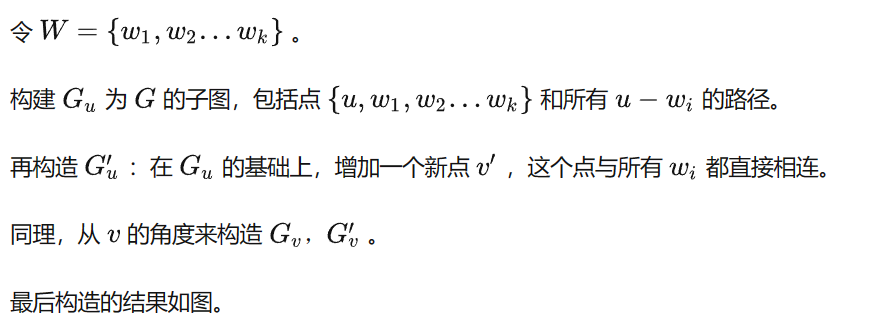 令 $W = \{w_1, w_2 \ldots w_k\}$ 。
构建 $G_u$ 为 $G$ 的子图，包括点 $\{u, w_1, w_2 \ldots w_k\}$ 和所有 $u - w_i$ 的路径。
再构造 $G'_u$ ：在 $G_u$ 的基础上，增加一个新点 $v'$ ，这个点与所有 $w_i$ 都直接相连。
同理，从 $v$ 的角度来构造 $G_v$，$G'_v$ 。
最后构造的结果如图。